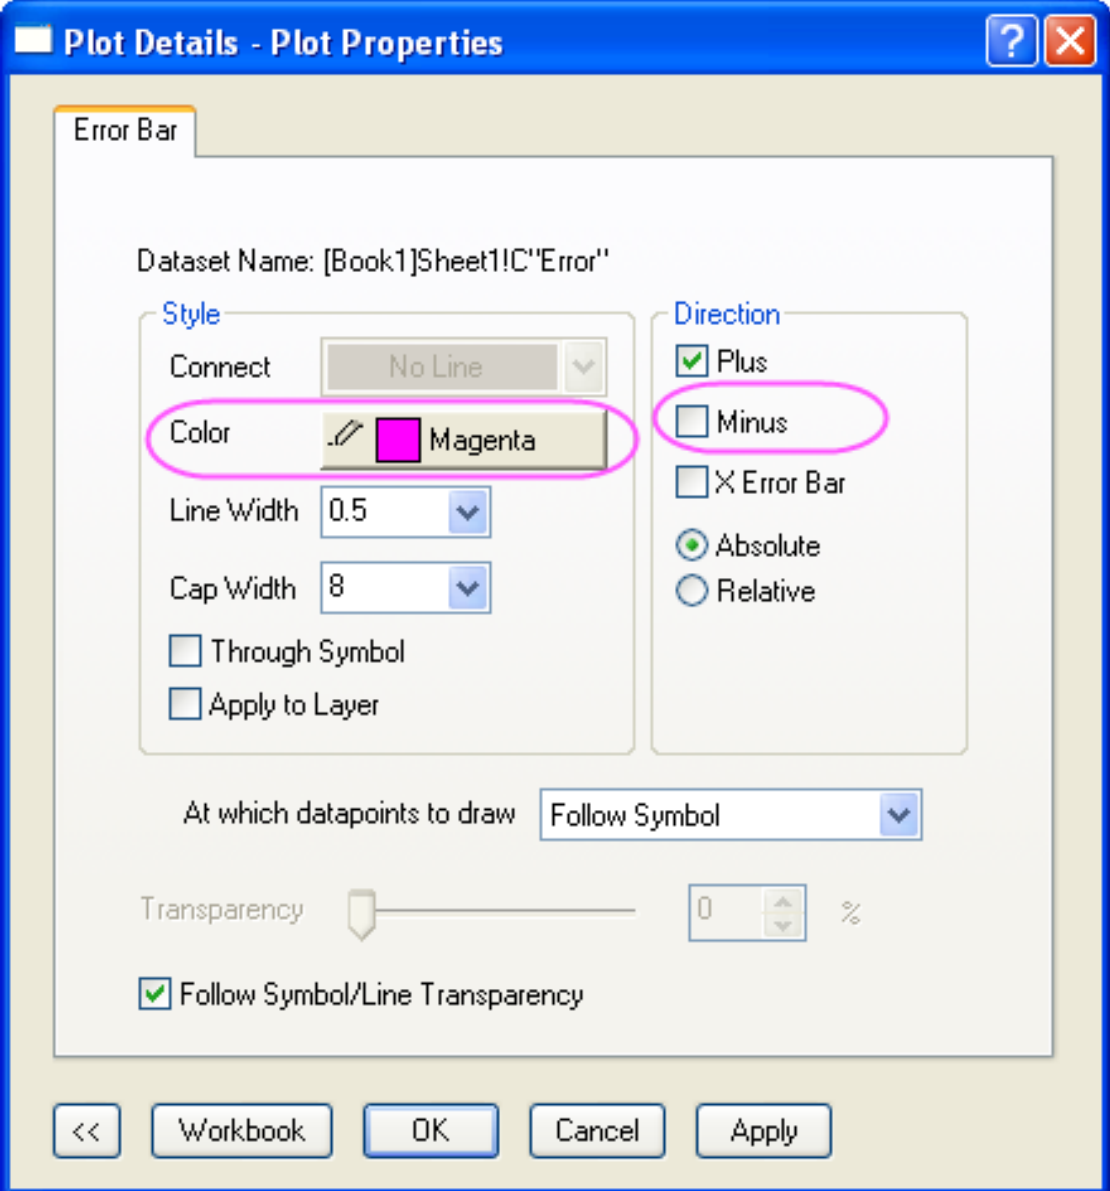 Plot Details - Plot Properties
?
Error Bar
Dataset Name: [Book1]Sheet1!C"Error"
Style
Connect No Line
Color Magenta
Line Width 0.5
Cap Width 8
Through Symbol
Apply to Layer
Direction
Plus
Minus
X Error Bar
Absolute
Relative
At which datapoints to draw Follow Symbol
Transparency 0 %
Follow Symbol/Line Transparency
<< Workbook OK Cancel Apply